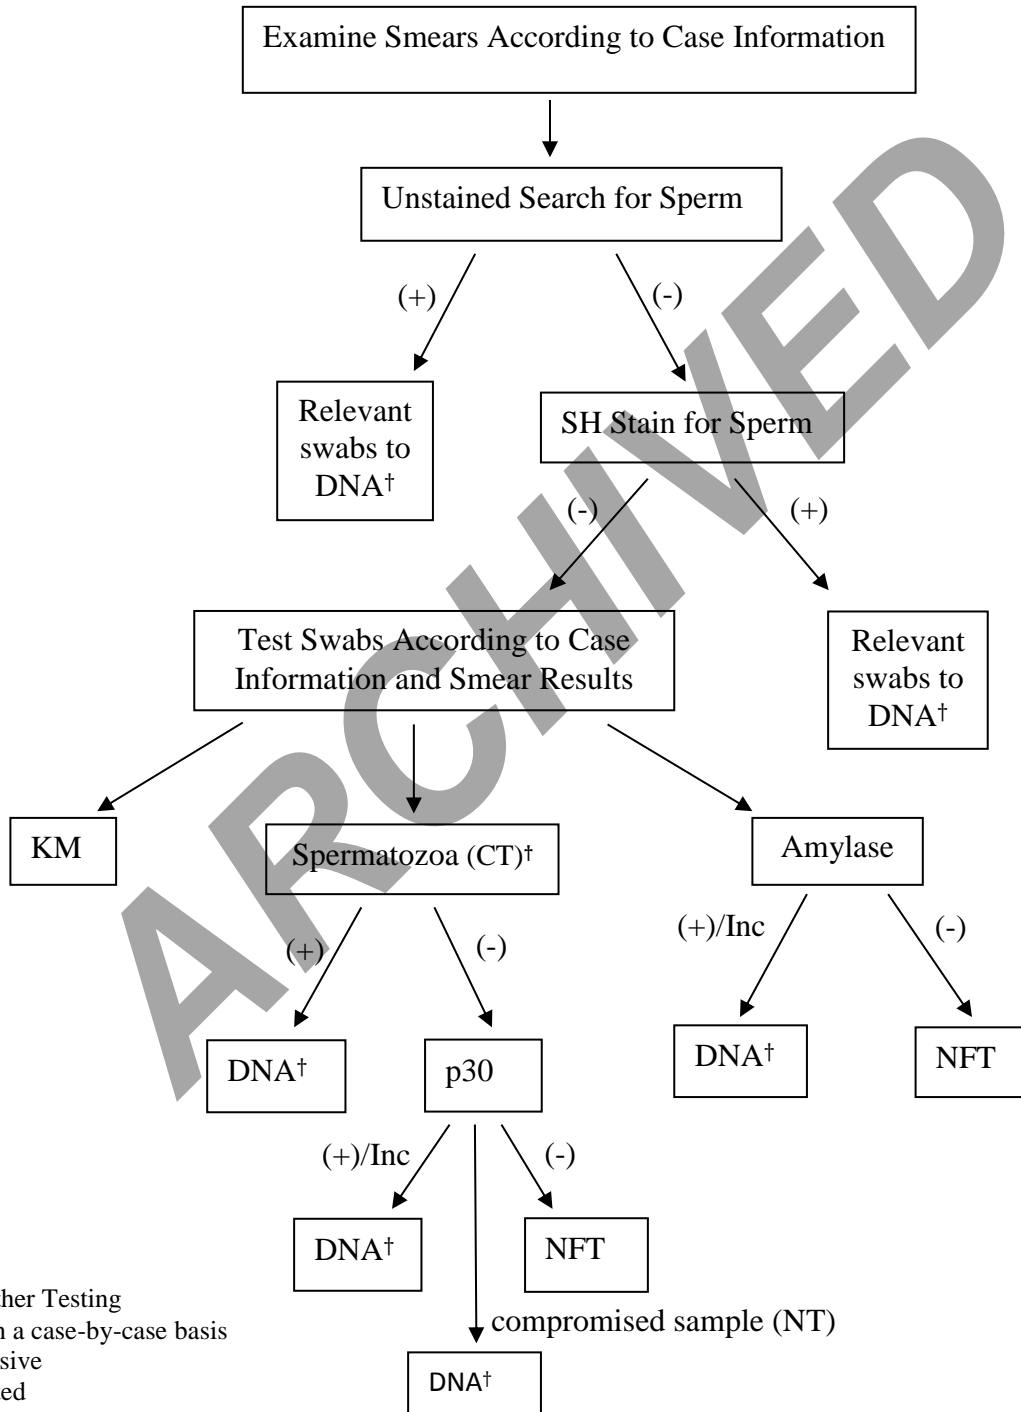 Examine Smears According to Case Information
Unstained Search for Sperm
(+)
(-)
Relevant
swabs to
DNA†
SH Stain for Sperm
(-)
(+)
Test Swabs According to Case
Information and Smear Results
Relevant
swabs to
DNA†
KM
Spermatozoa (CT)†
Amylase
(+)
(-)
(+)/Inc
(-)
DNA†
p30
DNA†
NFT
(+)/Inc
(-)
DNA†
NFT
ther Testing
n a case-by-case basis
sive
ted
compromised sample (NT)
DNA†
ARCHIVED